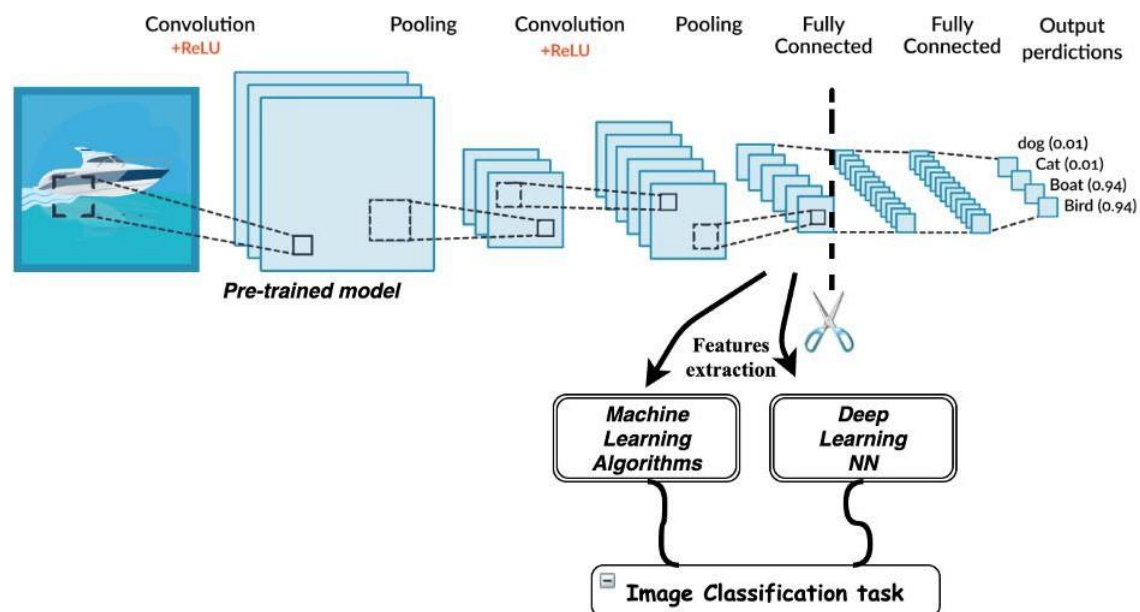 Convolution
+ReLU
Pooling
Convolution
+ReLU
Pooling
Fully
Connected
Fully
Connected
Output
perdictions
dog (0.01)
Cat (0.01)
Boat (0.94)
Bird (0.94)
Pre-trained model
Features
extraction
Machine
Learning
Algorithms
Deep
Learning
NN
Image Classification task